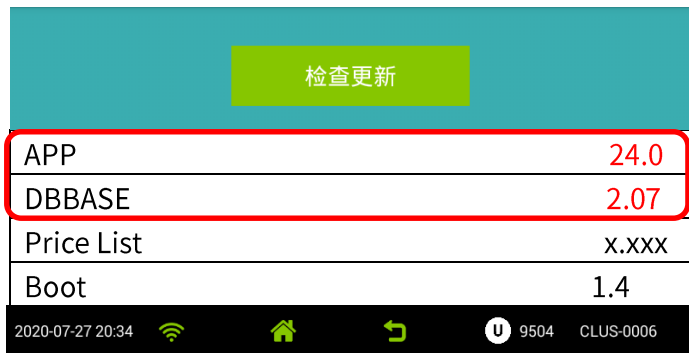 检查更新
APP 24.0
DBBASE 2.07
Price List x.xxx
Boot 1.4
2020-07-27 20:34 U 9504 CLUS-0006